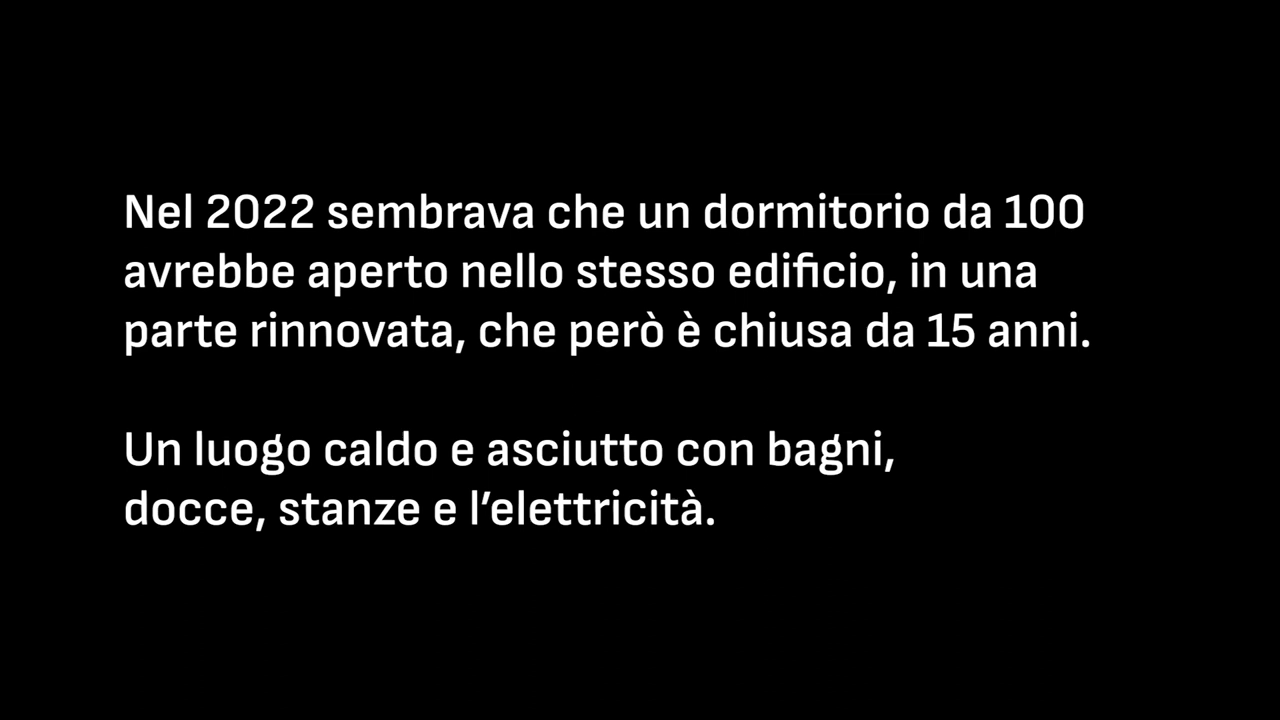 Nel 2022 sembrava che un dormitorio da 100
avrebbe aperto nello stesso edificio, in una
parte rinnovata, che però è chiusa da 15 anni.
Un luogo caldo e asciutto con bagni,
docce, stanze e l’elettricità.